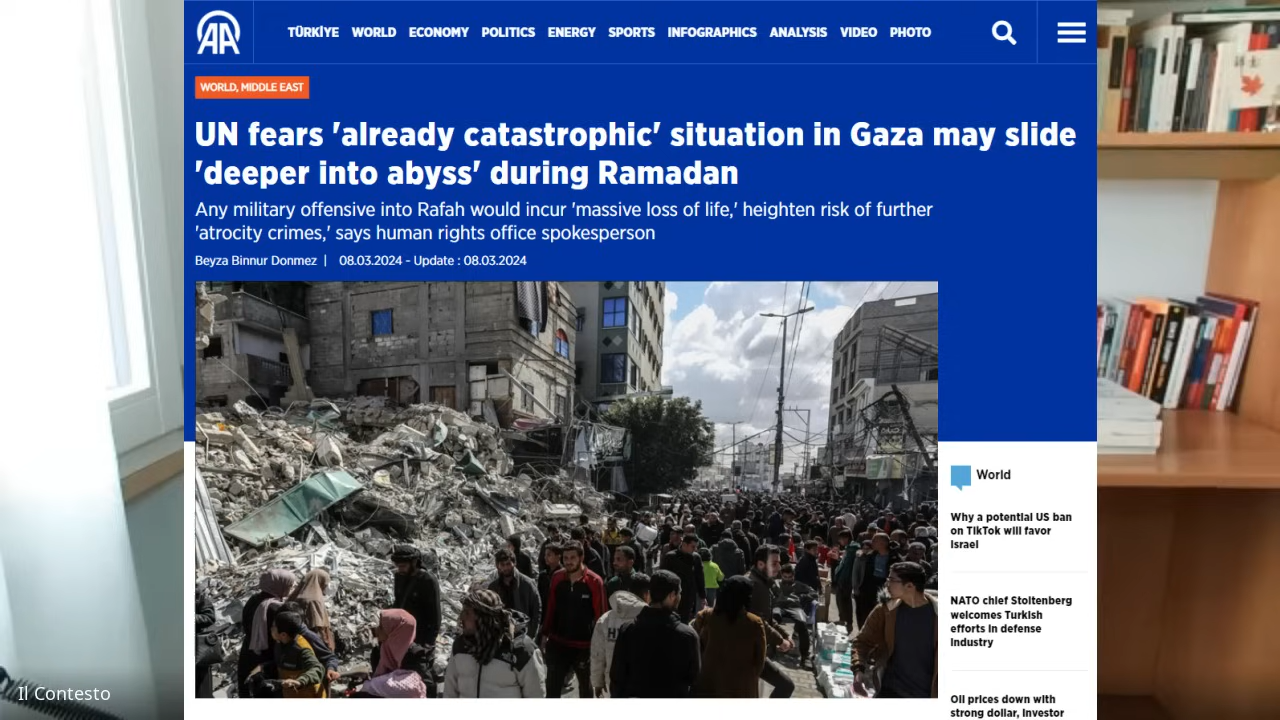 AA
TÜRKİYE WORLD ECONOMY POLITICS ENERGY SPORTS INFOGRAPHICS ANALYSIS VIDEO PHOTO
WORLD, MIDDLE EAST
UN fears 'already catastrophic' situation in Gaza may slide
'deeper into abyss' during Ramadan
Any military offensive into Rafah would incur 'massive loss of life,' heighten risk of further
'atrocity crimes,' says human rights office spokesperson
Beyza Binnur Donmez | 08.03.2024 - Update : 08.03.2024
World
Why a potential US ban
on TikTok will favor
Israel
NATO chief Stoltenberg
welcomes Turkish
efforts in defense
industry
Oil prices down with
strong dollar, investor
Il Contesto